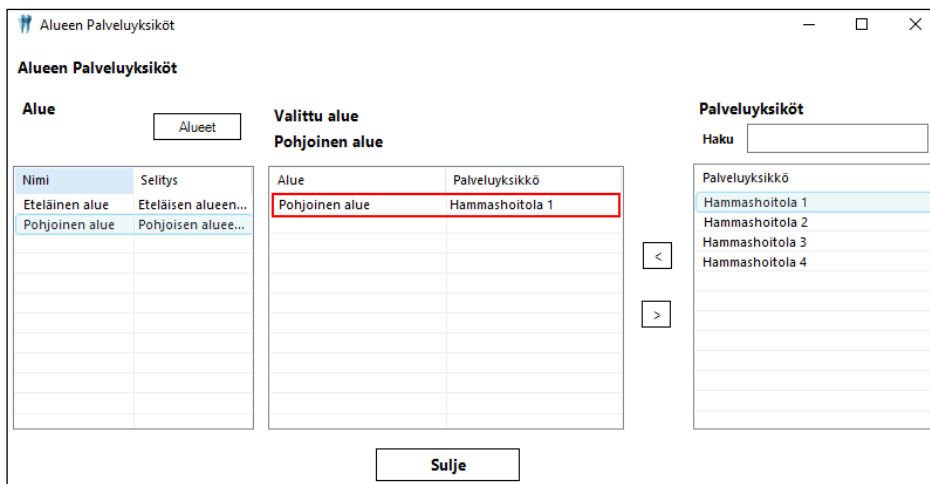 Alueen Palveluyksiköt
Alueen Palveluyksiköt
Alue
Alueet
Nimi Selitys
Eteläinen alue Eteläisen alueen...
Pohjoinen alue Pohjoisen aluee...
Valittu alue
Pohjoinen alue
Alue Palveluyksikkö
Pohjoinen alue Hammashoitola 1
<
>
Palveluyksiköt
Haku
Palveluyksikkö
Hammashoitola 1
Hammashoitola 2
Hammashoitola 3
Hammashoitola 4
Sulje